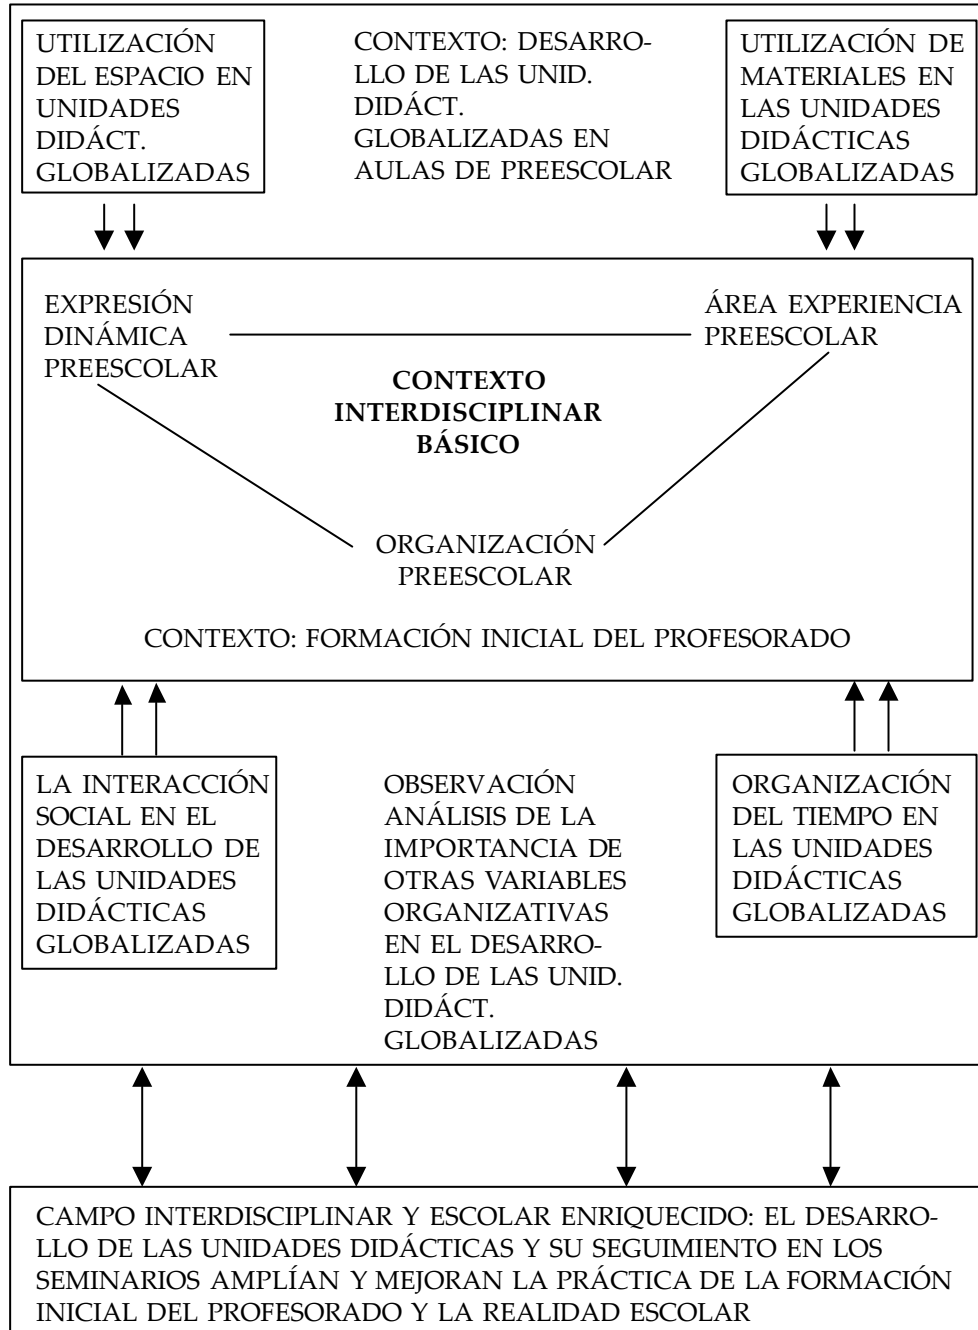 UTILIZACIÓN
DEL ESPACIO EN
UNIDADES
DIDÁCT.
GLOBALIZADAS
CONTEXTO: DESARRO-
LLO DE LAS UNID.
DIDÁCT.
GLOBALIZADAS EN
AULAS DE PREESCOLAR
UTILIZACIÓN DE
MATERIALES EN
LAS UNIDADES
DIDÁCTICAS
GLOBALIZADAS
EXPRESIÓN
DINÁMICA
PREESCOLAR
ÁREA EXPERIENCIA
PREESCOLAR
CONTEXTO
INTERDISCIPLINAR
BÁSICO
ORGANIZACIÓN
PREESCOLAR
CONTEXTO: FORMACIÓN INICIAL DEL PROFESORADO
LA INTERACCIÓN
SOCIAL EN EL
DESARROLLO DE
LAS UNIDADES
DIDÁCTICAS
GLOBALIZADAS
OBSERVACIÓN
ANÁLISIS DE LA
IMPORTANCIA DE
OTRAS VARIABLES
ORGANIZATIVAS
EN EL DESARRO-
LLO DE LAS UNID.
DIDÁCT.
GLOBALIZADAS
ORGANIZACIÓN
DEL TIEMPO EN
LAS UNIDADES
DIDÁCTICAS
GLOBALIZADAS
CAMPO INTERDISCIPLINAR Y ESCOLAR ENRIQUECIDO: EL DESARRO-
LLO DE LAS UNIDADES DIDÁCTICAS Y SU SEGUIMIENTO EN LOS
SEMINARIOS AMPLÍAN Y MEJORAN LA PRÁCTICA DE LA FORMACIÓN
INICIAL DEL PROFESORADO Y LA REALIDAD ESCOLAR